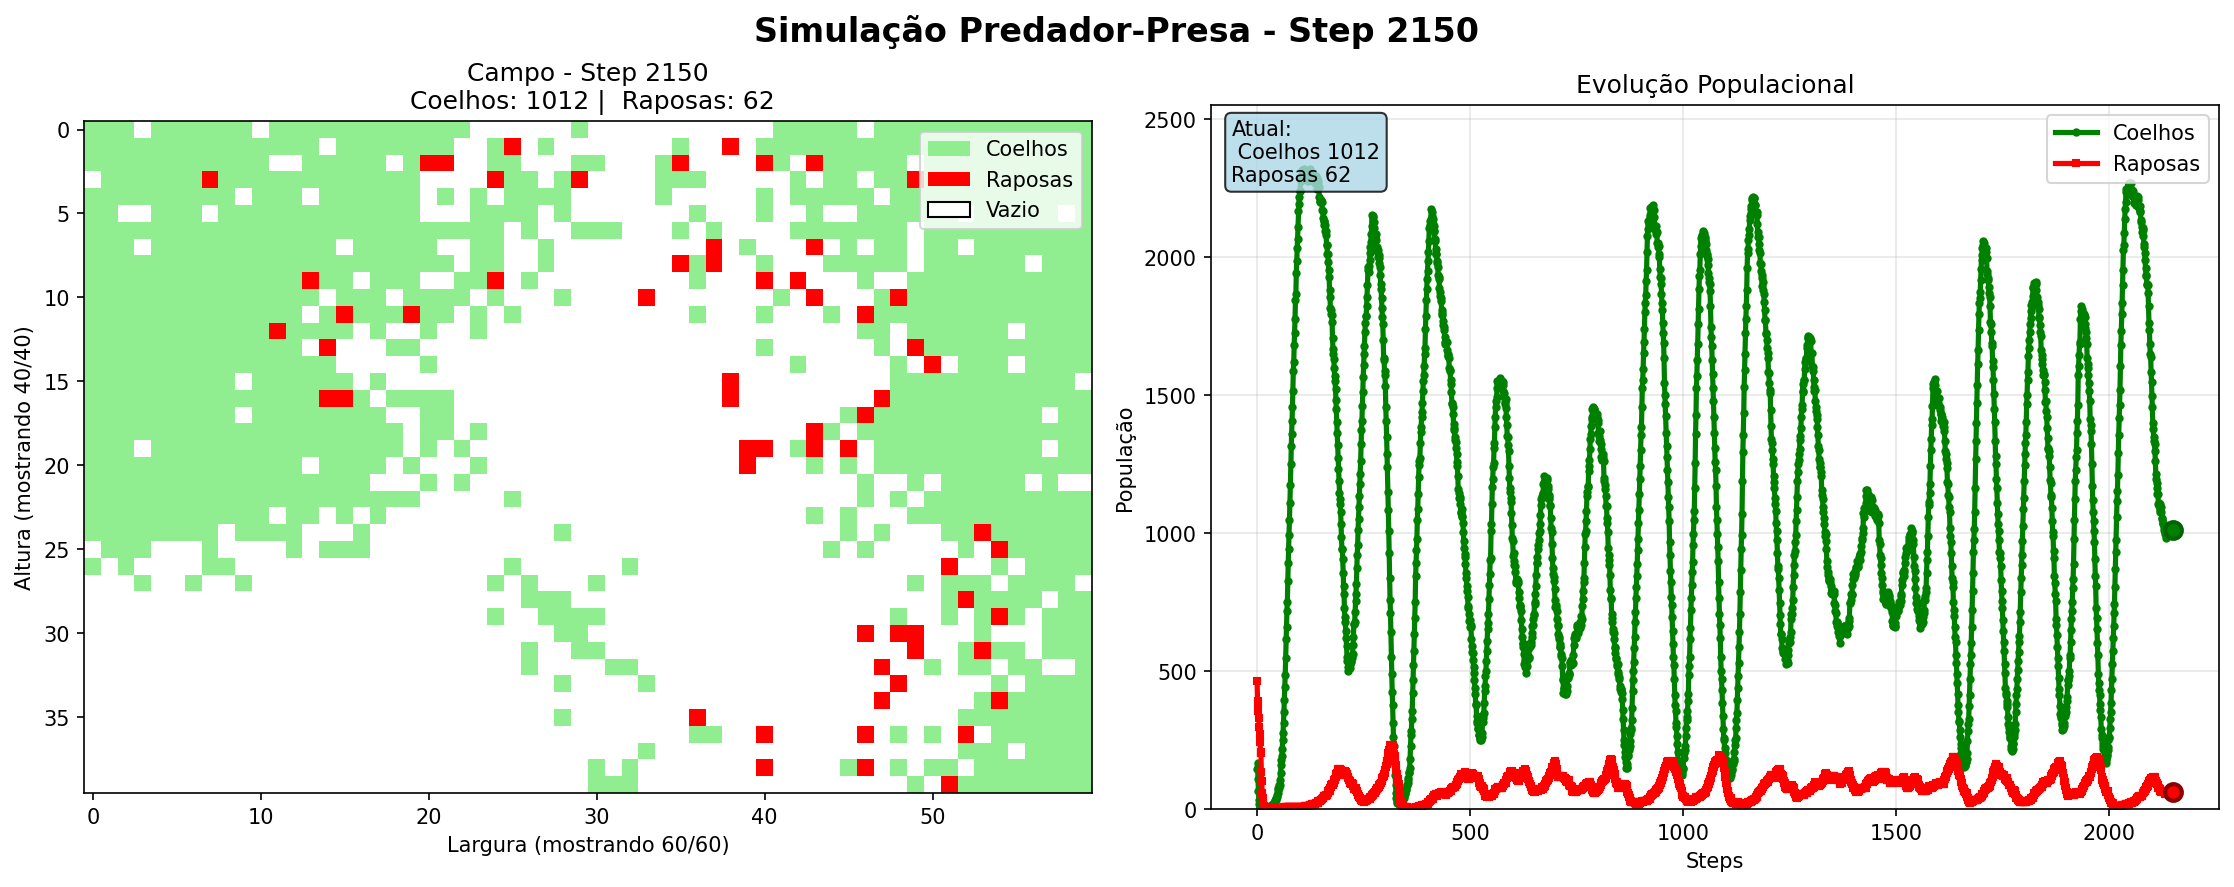 Simulação Predador-Presa - Step 2150
Campo - Step 2150
Coelhos: 1012 |  Raposas: 62
Coelhos
Raposas
Vazio
0
5
10
15
20
25
30
35
Altura (mostrando 40/40)
0
10
20
30
40
50
Largura (mostrando 60/60)
Evolução Populacional
Atual:
Coelhos 1012
Raposas 62
Coelhos
Raposas
2500
2000
1500
1000
500
0
População
0
500
1000
1500
2000
Steps